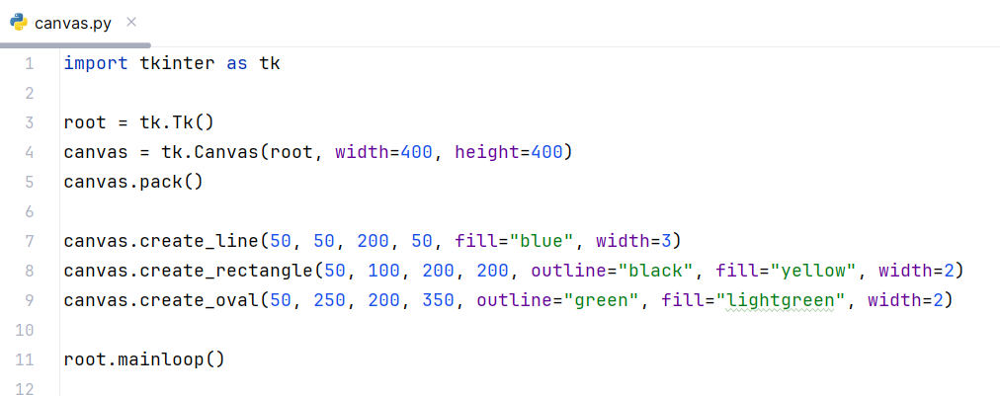 canvas.py
1 import tkinter as tk
2
3 root = tk.Tk()
4 canvas = tk.Canvas(root, width=400, height=400)
5 canvas.pack()
6
7 canvas.create_line(50, 50, 200, 50, fill="blue", width=3)
8 canvas.create_rectangle(50, 100, 200, 200, outline="black", fill="yellow", width=2)
9 canvas.create_oval(50, 250, 200, 350, outline="green", fill="lightgreen", width=2)
10
11 root.mainloop()
12